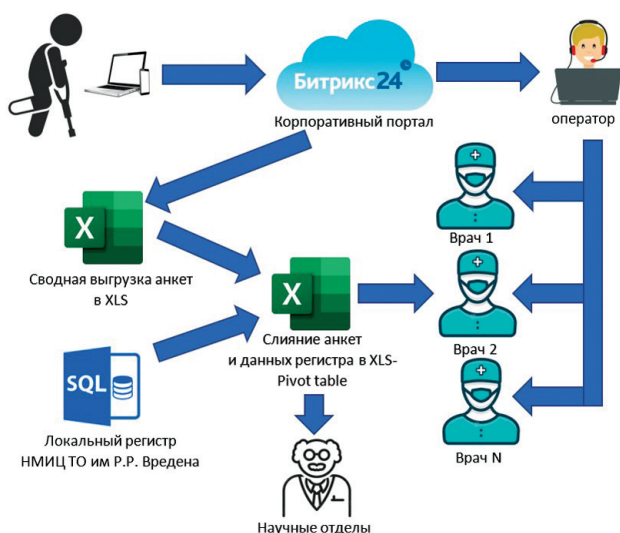 Битрикс24
Корпоративный портал
оператор
Врач 1
X
Сводная выгрузка анкет
в XLS
X
Слияние анкет
и данных регистра в XLS-
Pivot table
Врач 2
SQL
Локальный регистр
НМИЦ ТО им Р.Р. Вредена
Врач N
Научные отделы